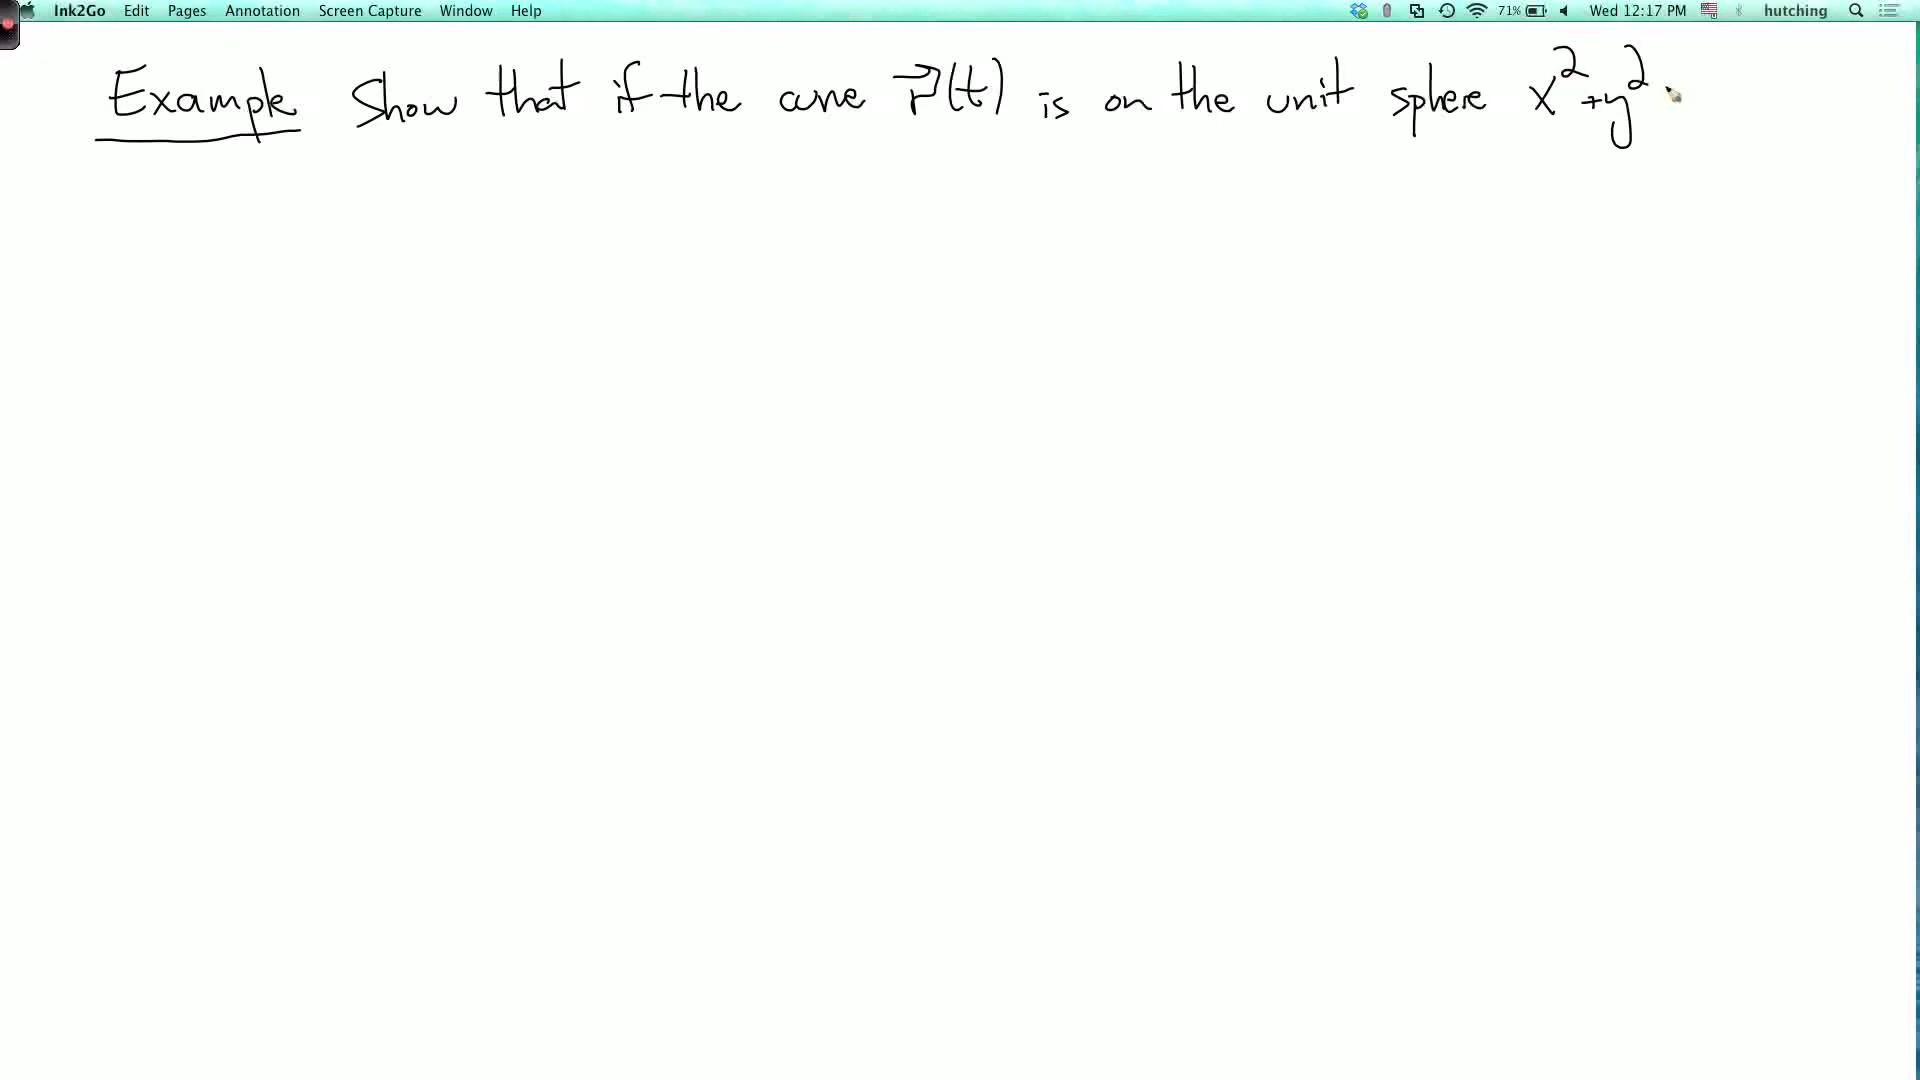 Ink2Go Edit Pages Annotation Screen Capture Window Help 71% Wed 12:17 PM hutching
Example Show that if the curve r⃗(t) is on the unit sphere x²+y²